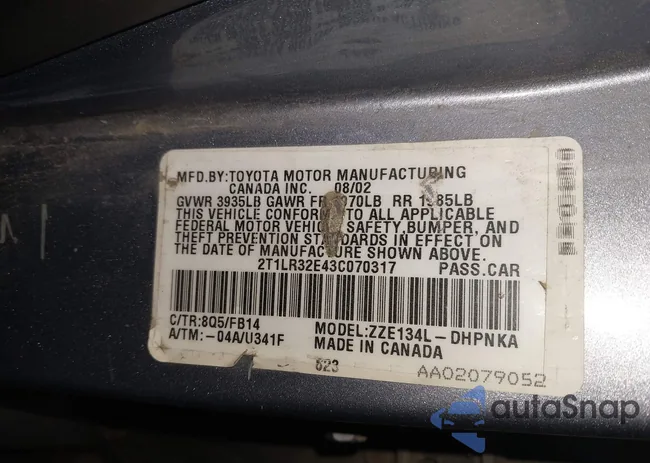 MFD.BY:TOYOTA MOTOR MANUFACTURING
CANADA INC. 08/02
GVWR 3935LB GAWR RR
THIS VEHICLE CONFORMS TO ALL APPLICABLE
FEDERAL MOTOR VEHICLE SAFETY,BUMPER, AND
THEFT PREVENTION STANDARDS IN EFFECT ON
THE DATE OF MANUFACTURE SHOWN ABOVE.
2T1LR32E43C070317 PASS.CAR
C/TR:8Q5/FB14 MODEL:ZZE134L-DHPNKA
A/TM:-04A/U341F MADE IN CANADA
623
AA02079052
autoSnap